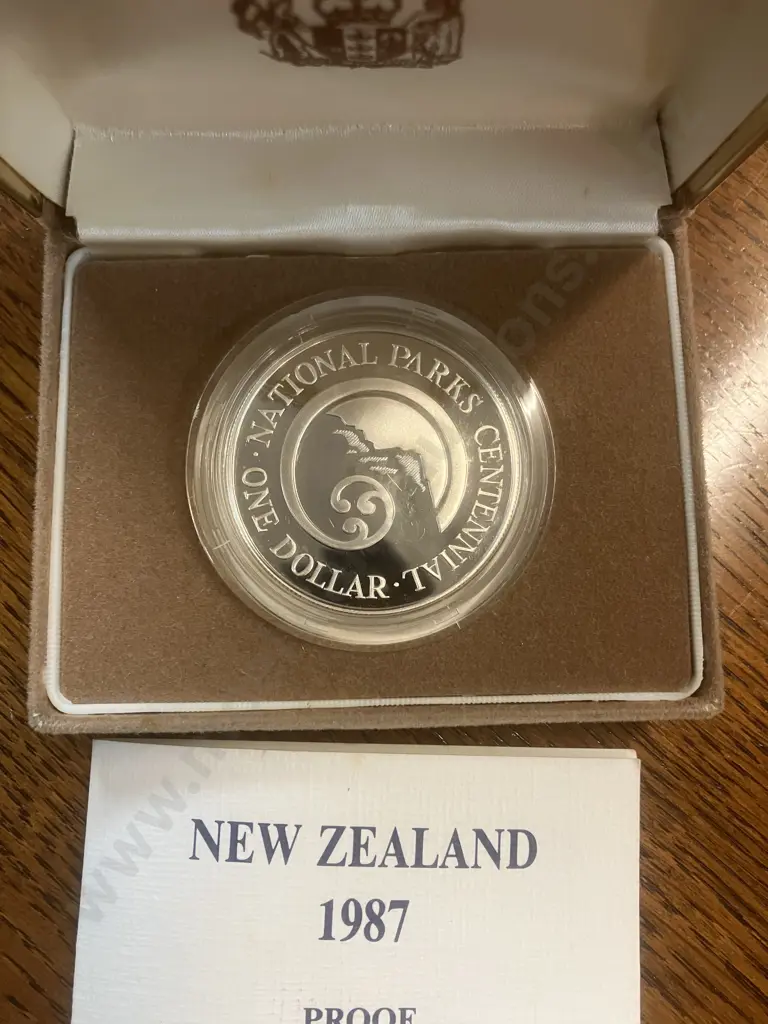 · NATIONAL PARKS CENTENNIAL ·
ONE DOLLAR
NEW ZEALAND
1987
PROOF